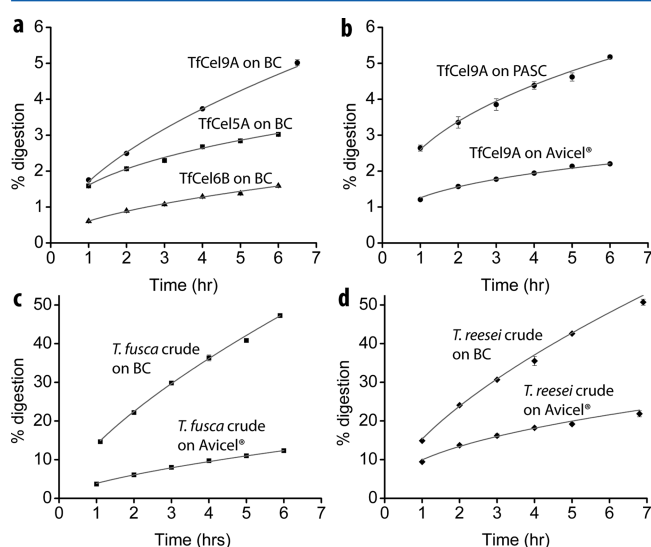 a
6
5
4
3
2
1
0
% digestion
TfCel9A on BC
TfCel5A on BC
TfCel6B on BC
0 1 2 3 4 5 6 7
Time (hr)
b
6
5
4
3
2
1
0
% digestion
TfCel9A on PASC
TfCel9A on Avicel®
0 1 2 3 4 5 6 7
Time (hr)
c
50
40
30
20
10
0
% digestion
T. fusca crude
on BC
T. fusca crude
on Avicel®
0 1 2 3 4 5 6 7
Time (hrs)
d
50
40
30
20
10
0
% digestion
T. reesei crude
on BC
T. reesei crude
on Avicel®
0 1 2 3 4 5 6 7
Time (hr)